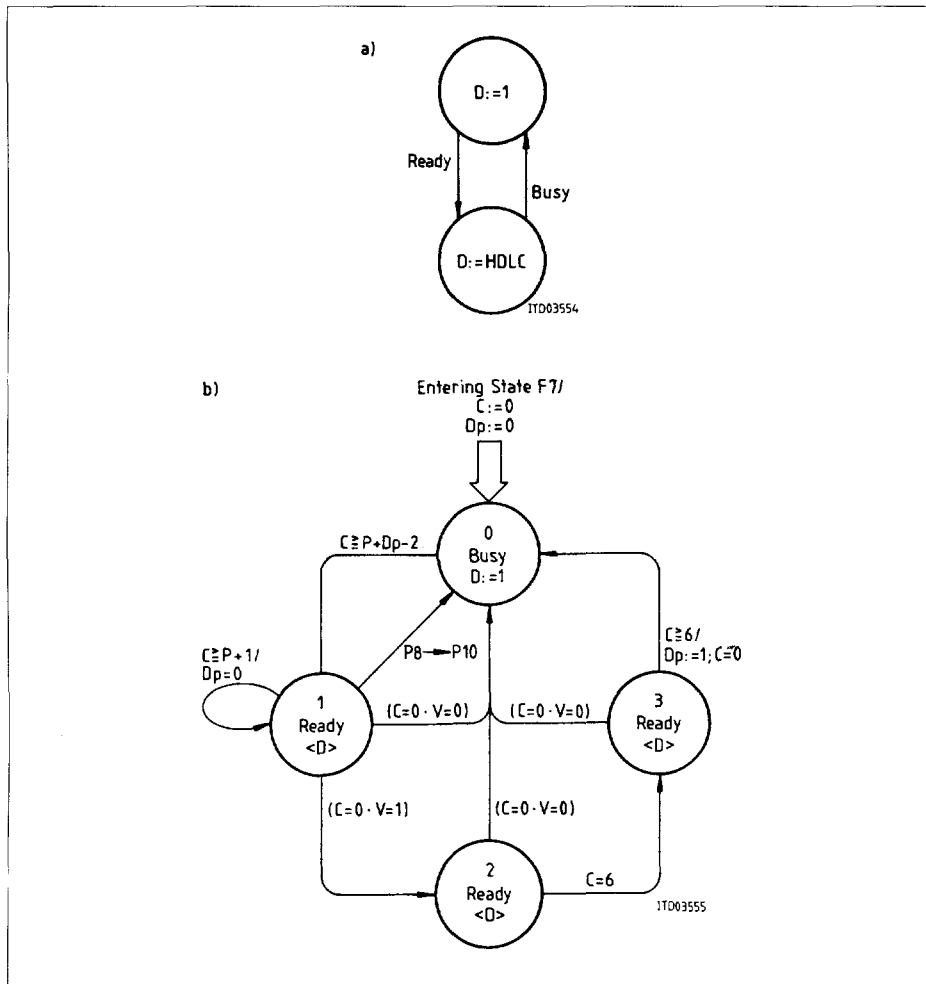 a)
D:=1
Ready
Busy
D:=HDLC
ITD03554
b)
Entering State F7/
C:=0
Dp:=0
0
Busy
D:=1
C≧P+Dp-2
P8→P10
C≧P+1/
Dp=0
C≧6/
Dp:=1; C=0
1
Ready
<D>
(C=0·V=0)
(C=0·V=0)
3
Ready
<D>
(C=0·V=1)
(C=0·V=0)
2
Ready
<D>
C=6
ITD03555